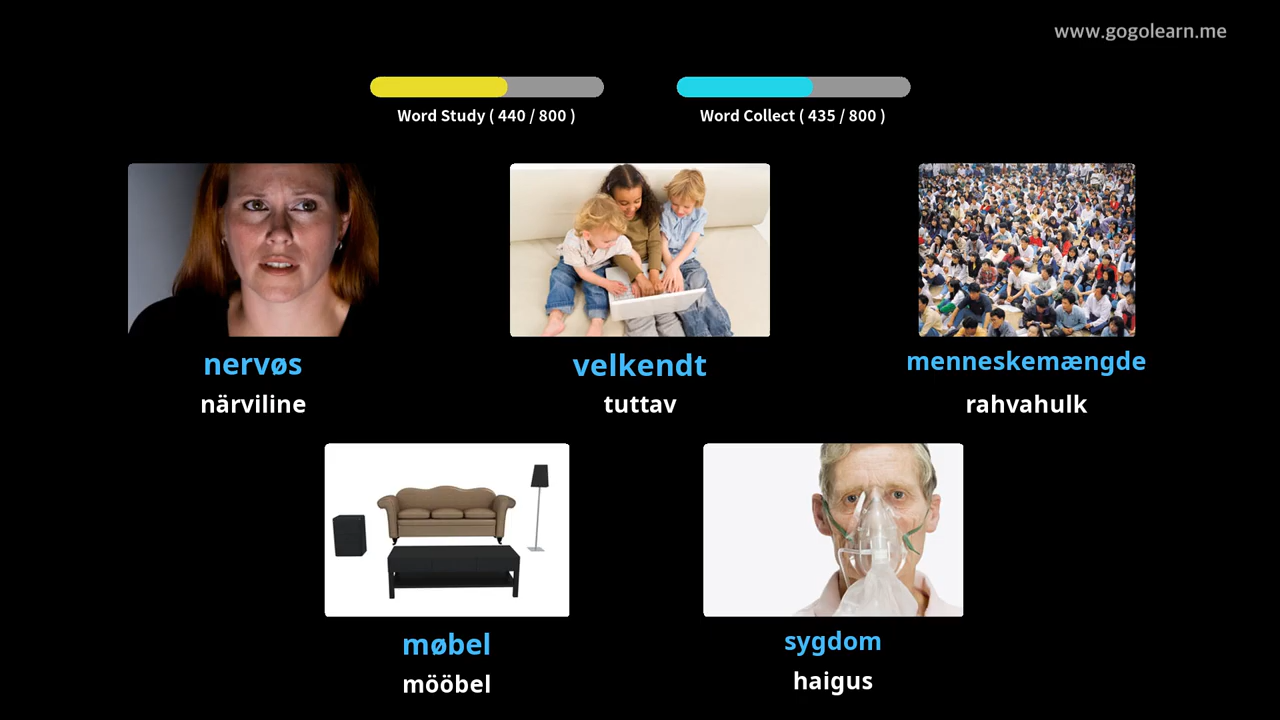 www.gogolearn.me
Word Study ( 440 / 800 )
Word Collect ( 435 / 800 )
nervøs
närviline
velkendt
tuttav
menneskemængde
rahvahulk
møbel
mööbel
sygdom
haigus